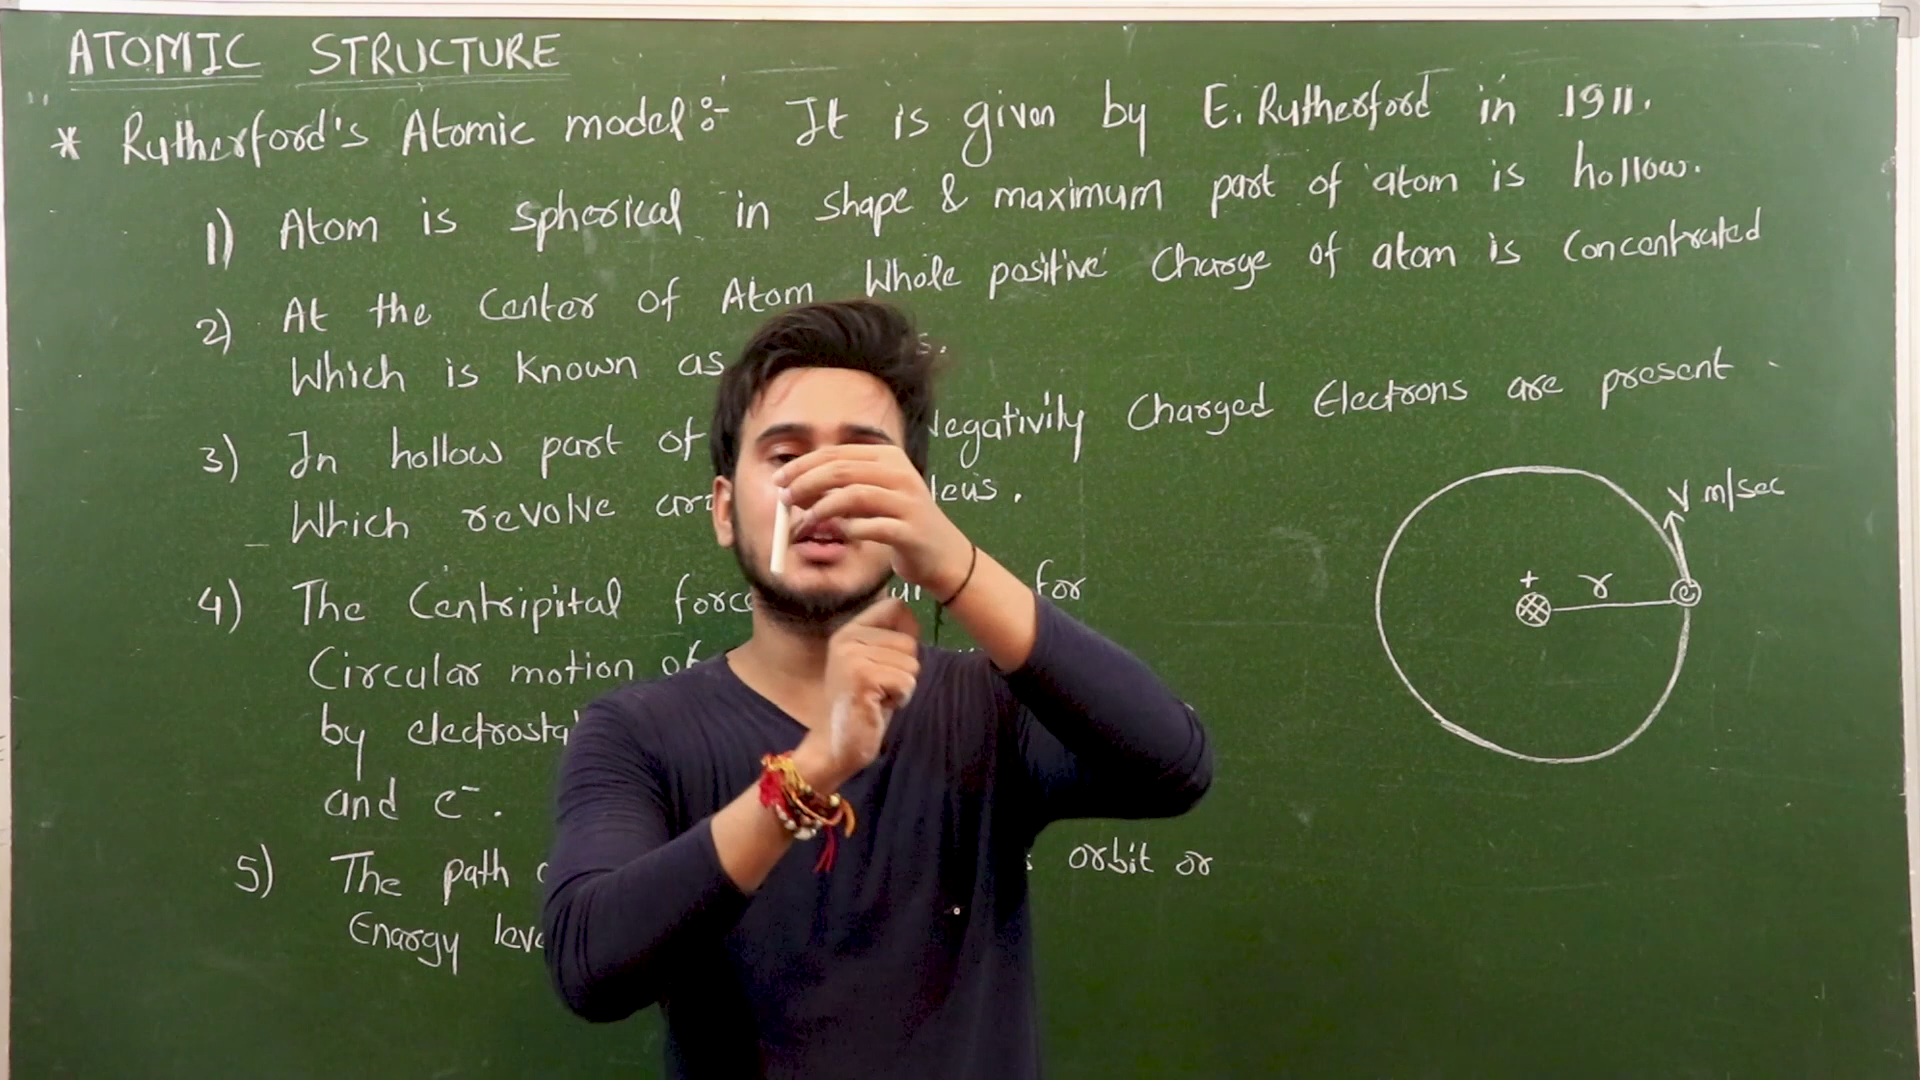 ATOMIC STRUCTURE
* Rutherford's Atomic model:- It is given by E. Rutherford in 1911.
1) Atom is spherical in shape & maximum part of atom is hollow.
2) At the Center of Atom Whole positive Charge of atom is Concentrated
Which is known as
3) In hollow part of Negativily Charged Electrons are present
Which revolve
4) The Centripital force for
Circular motion of
by
and e⁻.
5) The path orbit or
Enargy
V m/sec
+
r
e